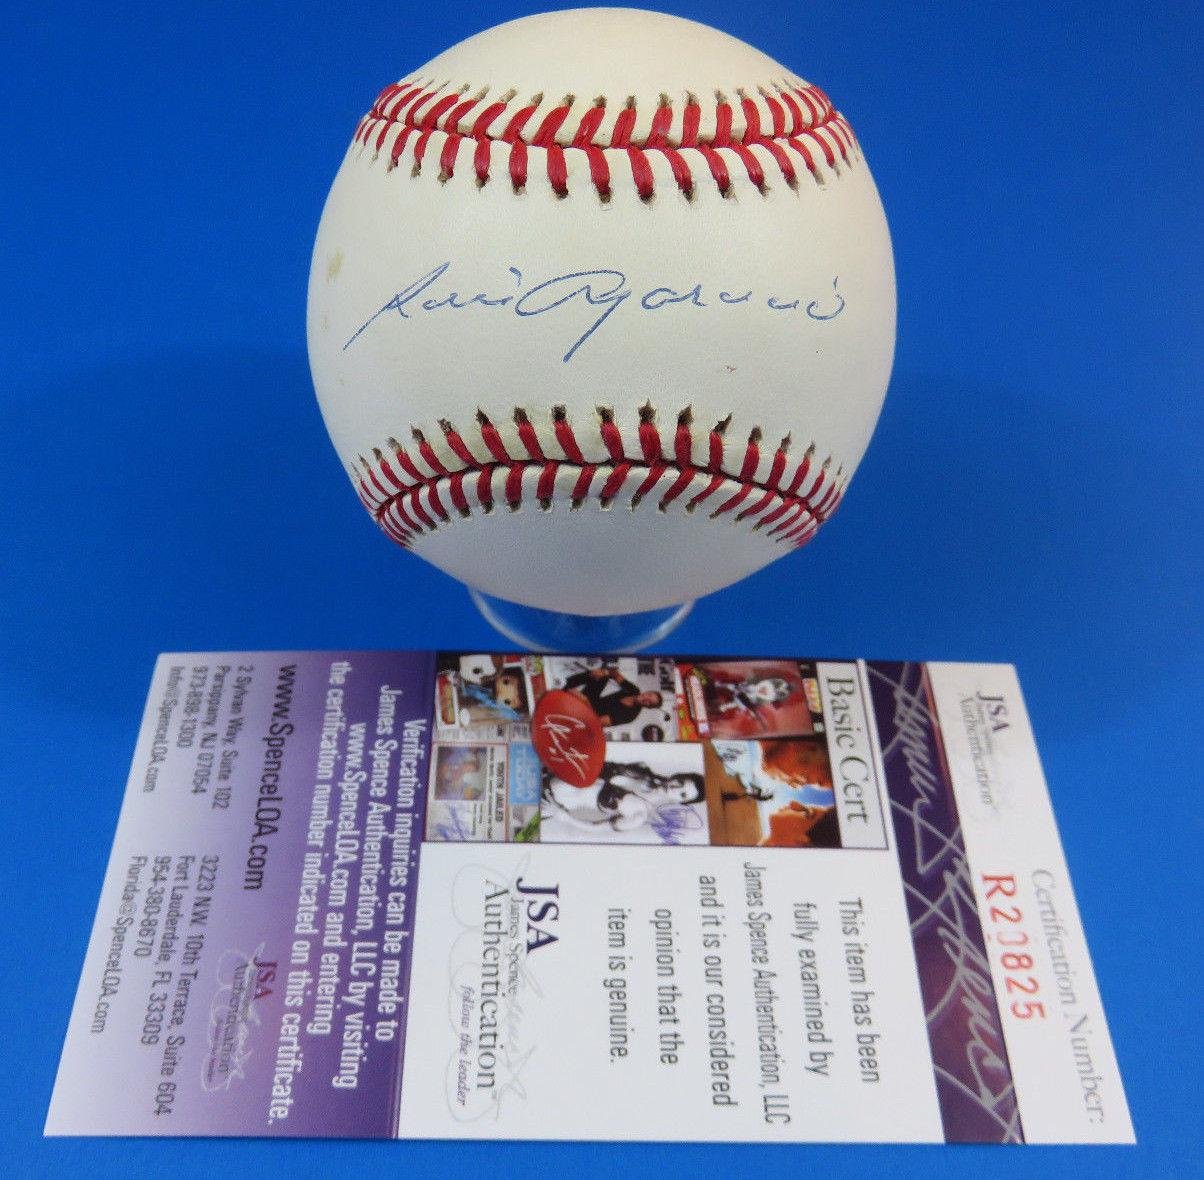 JSA
Authentication
Certification Number:
R20825
Basic Cert
This item has been
fully examined by
James Spence Authentication, LLC
and it is our considered
opinion that the
item is genuine.
JSA
James Spence
Authentication™
follow the leader
Verification inquiries can be made to
James Spence Authentication, LLC by visiting
www.SpenceLOA.com and entering
the certification number indicated on this certificate.
www.SpenceLOA.com
2 Sylvan Way, Suite 102
Parsippany, NJ 07054
973-898-1300
Info@SpenceLOA.com
3223 N.W. 10th Terrace, Suite 604
Fort Lauderdale, FL 33309
954-380-8670
Florida@SpenceLOA.com
JSA
Authentication